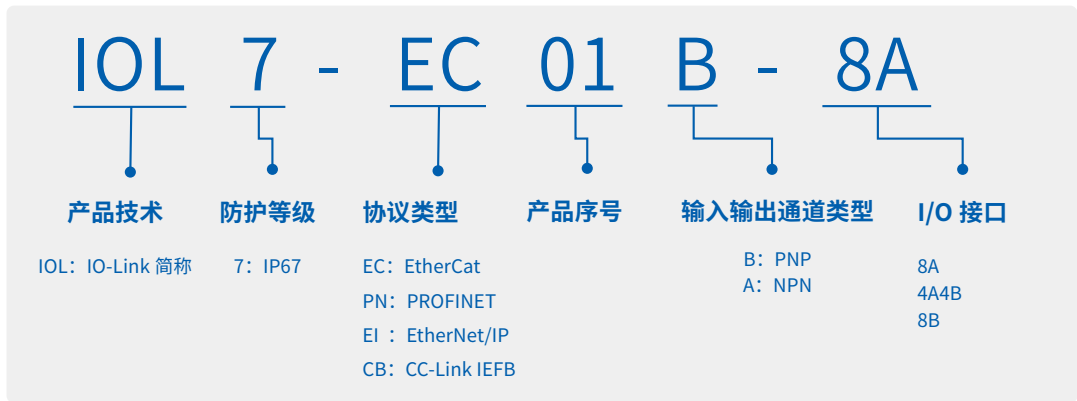 IOL 7 - EC 01 B - 8A
产品技术 防护等级 协议类型 产品序号 输入输出通道类型 I/O 接口
IOL：IO-Link 简称
7：IP67
EC：EtherCat
PN：PROFINET
EI ：EtherNet/IP
CB：CC-Link IEFB
B：PNP
A：NPN
8A
4A4B
8B